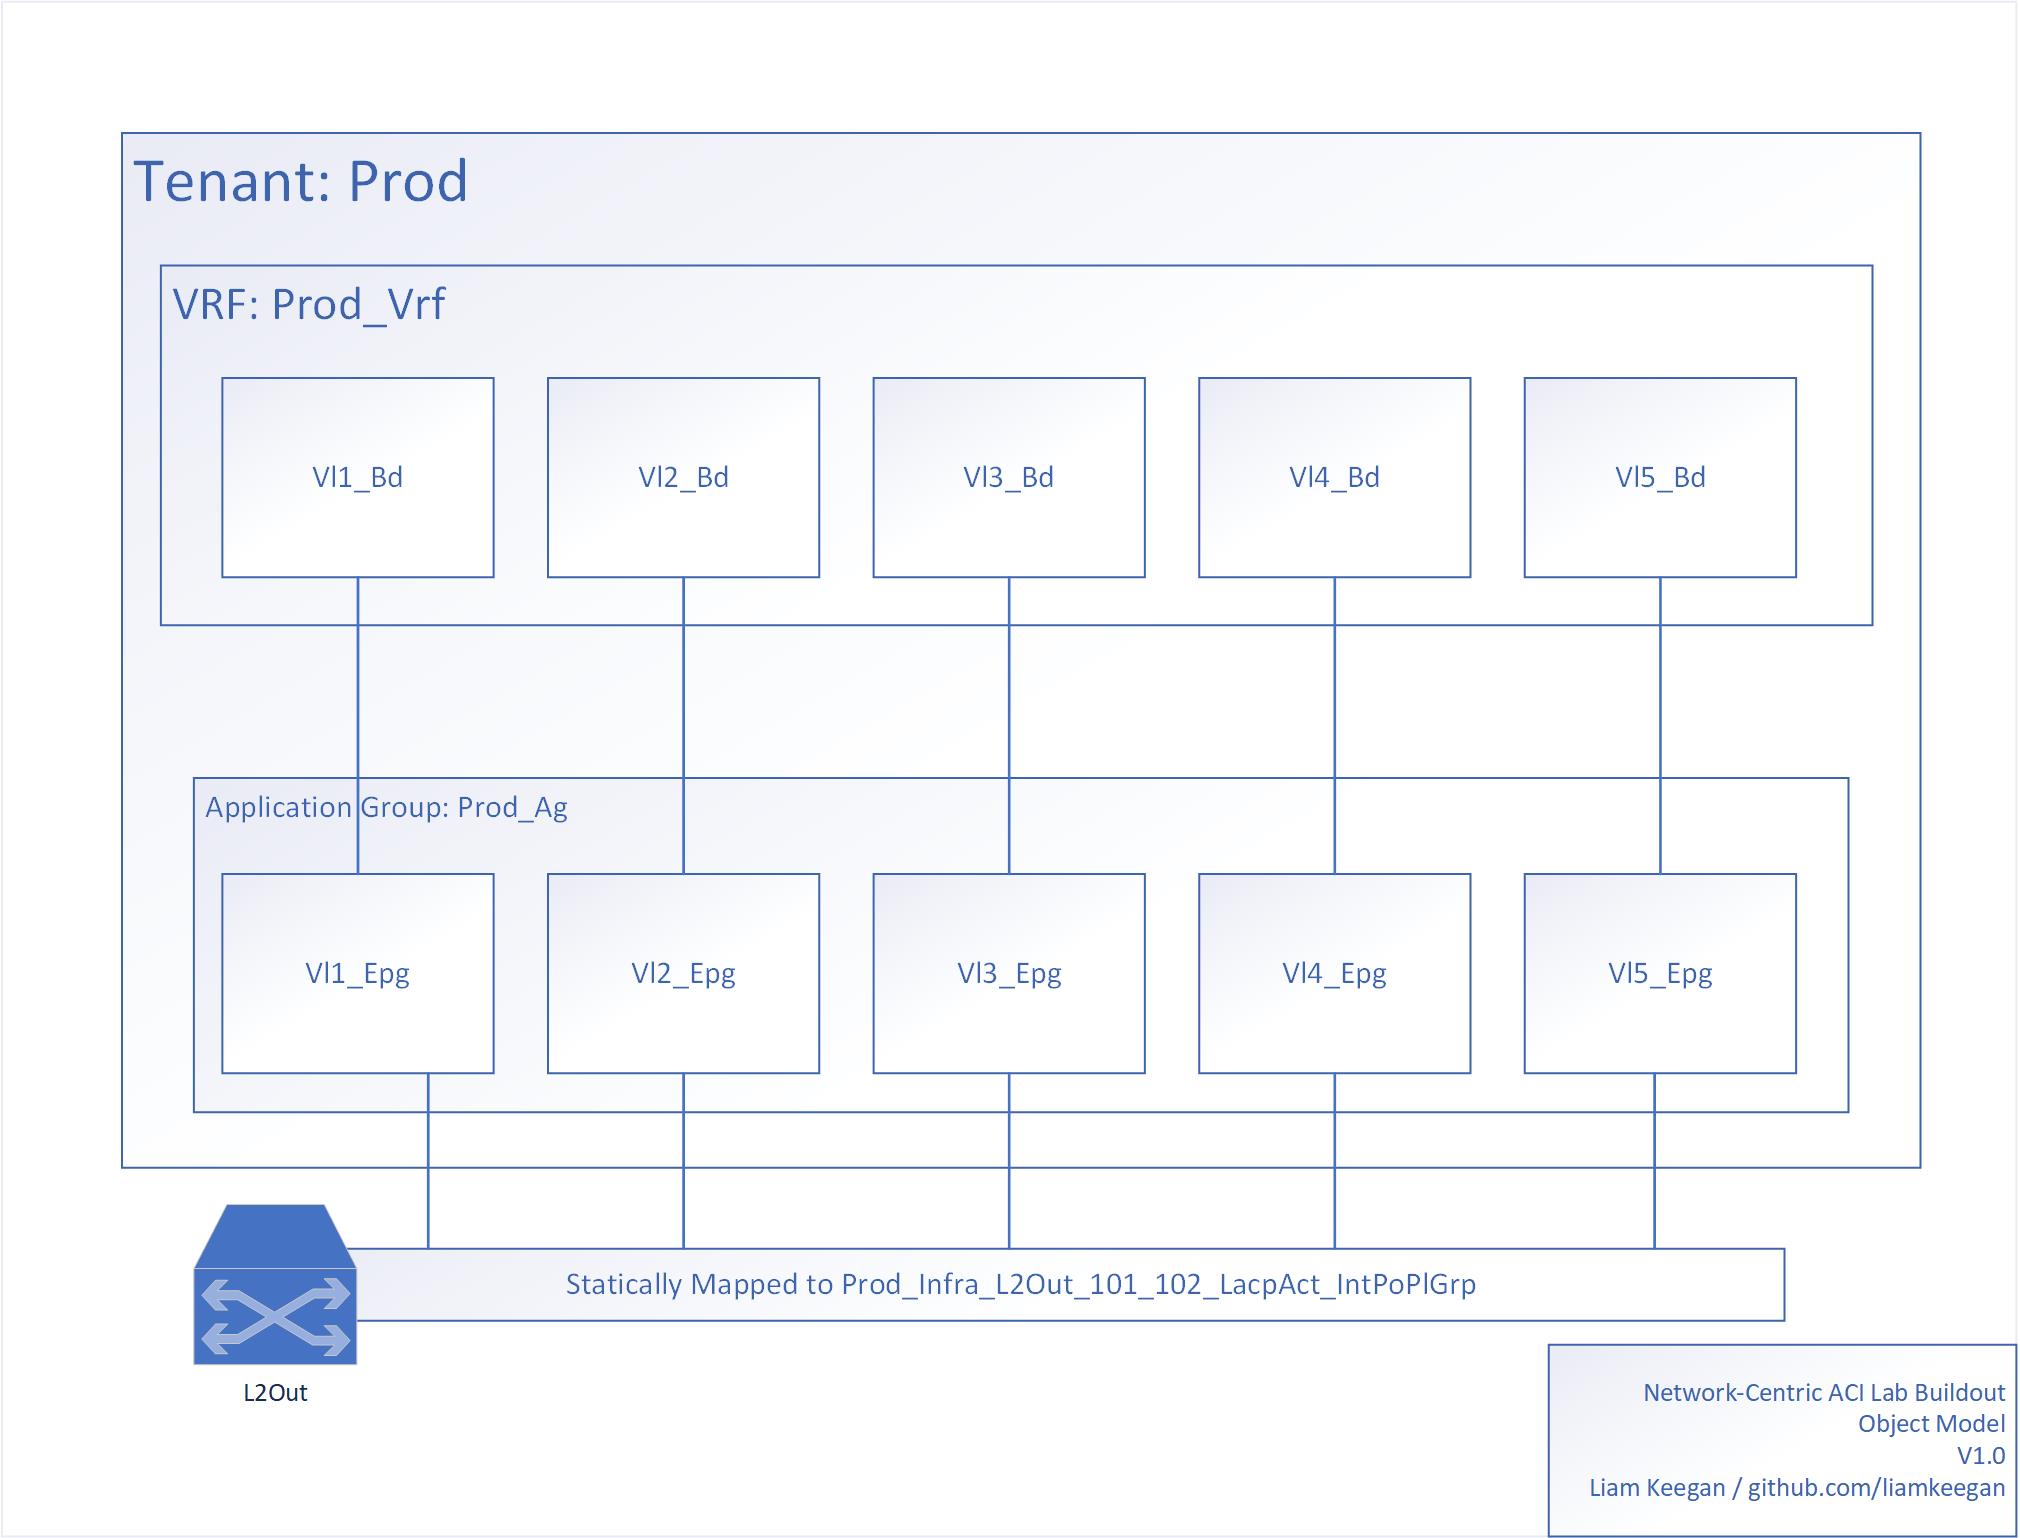 Tenant: Prod
VRF: Prod_Vrf
Vl1_Bd
Vl2_Bd
Vl3_Bd
Vl4_Bd
Vl5_Bd
Application Group: Prod_Ag
Vl1_Epg
Vl2_Epg
Vl3_Epg
Vl4_Epg
Vl5_Epg
Statically Mapped to Prod_Infra_L2Out_101_102_LacpAct_IntPoPlGrp
L2Out
Network-Centric ACI Lab Buildout
Object Model
V1.0
Liam Keegan / github.com/liamkeegan